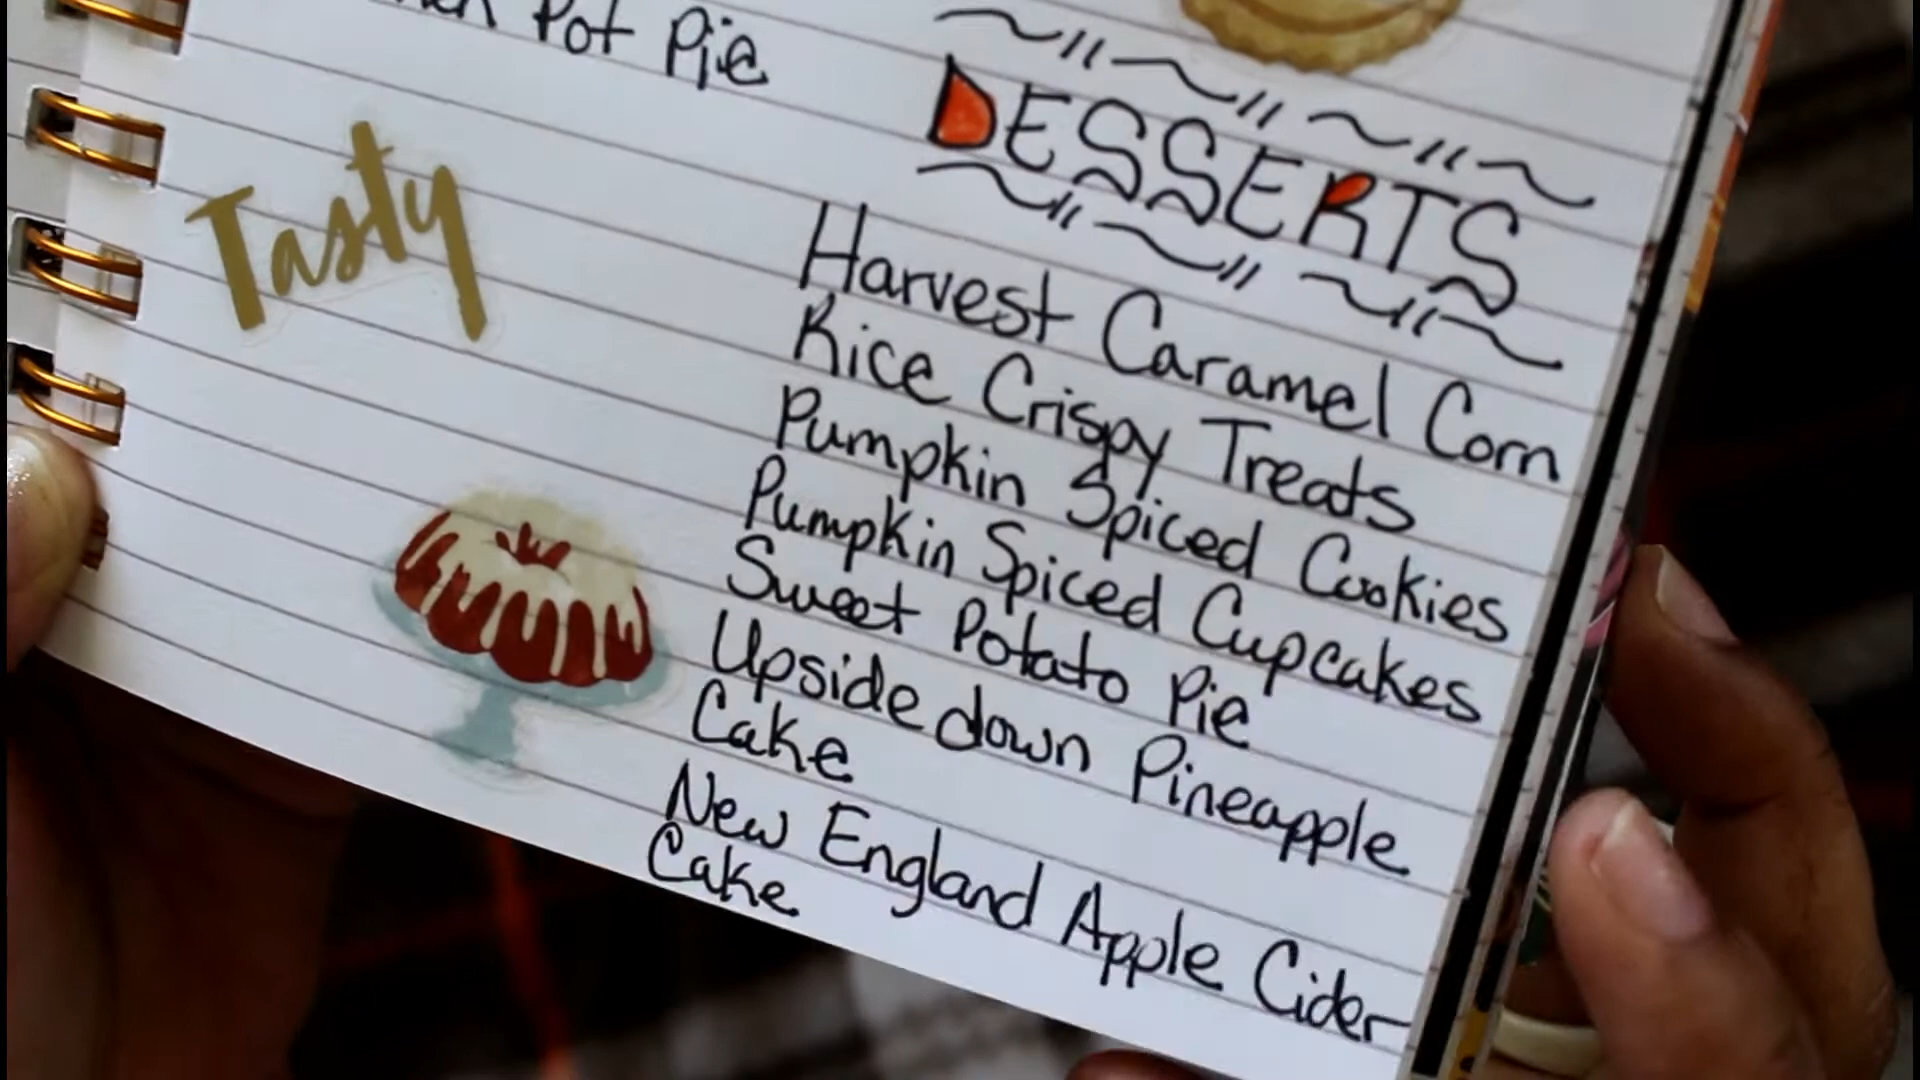 Pot Pie
Tasty
DESSERTS
Harvest Caramel Corn
Rice Crispy Treats
Pumpkin Spiced Cookies
Pumpkin Spiced Cupcakes
Sweet Potato Pie
Upside down Pineapple
Cake
New England Apple Cider
Cake